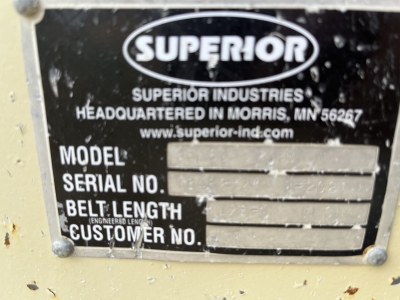 SUPERIOR
SUPERIOR INDUSTRIES
HEADQUARTERED IN MORRIS, MN 56267
www.superior-ind.com
MODEL
SERIAL NO.
BELT LENGTH
(ENGINEERED LENGTH)
CUSTOMER NO.